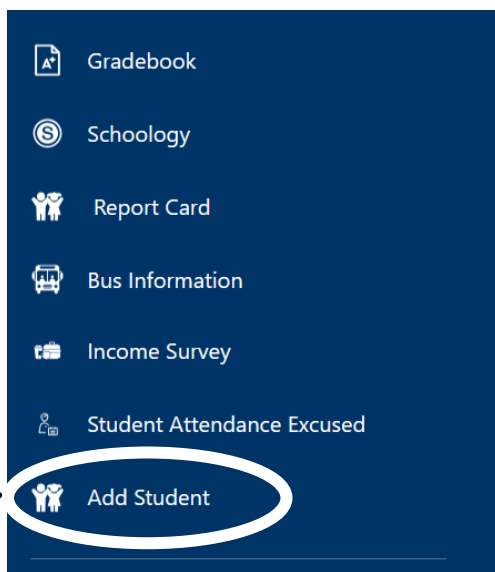 Gradebook
Schoology
Report Card
Bus Information
Income Survey
Student Attendance Excused
Add Student